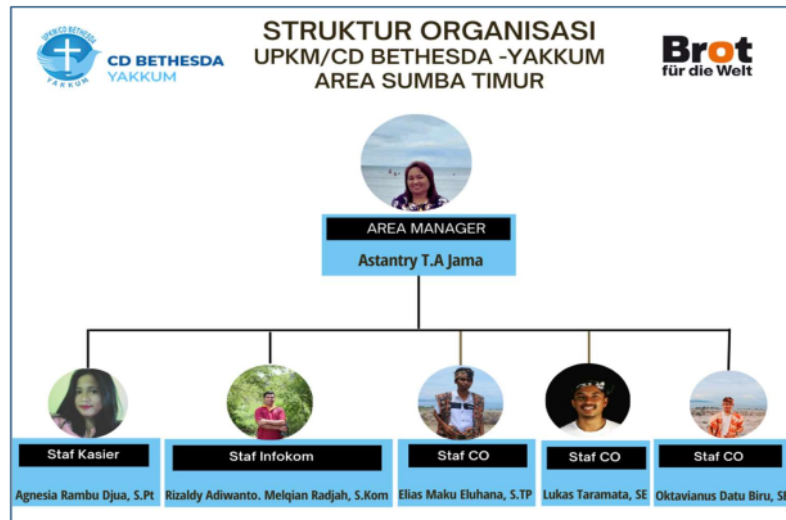 STRUKTUR ORGANISASI
UPKM/CD BETHESDA -YAKKUM
AREA SUMBA TIMUR
UPKM/CD BETHESDA
YAKKUM
CD BETHESDA
YAKKUM
Brot
für die Welt
AREA MANAGER
Astantry T.A Jama
Staf Kasier
Agnesia Rambu Djua, S.Pt
Staf Infokom
Rizaldy Adiwanto. Melqian Radjah, S.Kom
Staf CO
Elias Maku Eluhana, S.TP
Staf CO
Lukas Taramata, SE
Staf CO
Oktavianus Datu Biru, SE